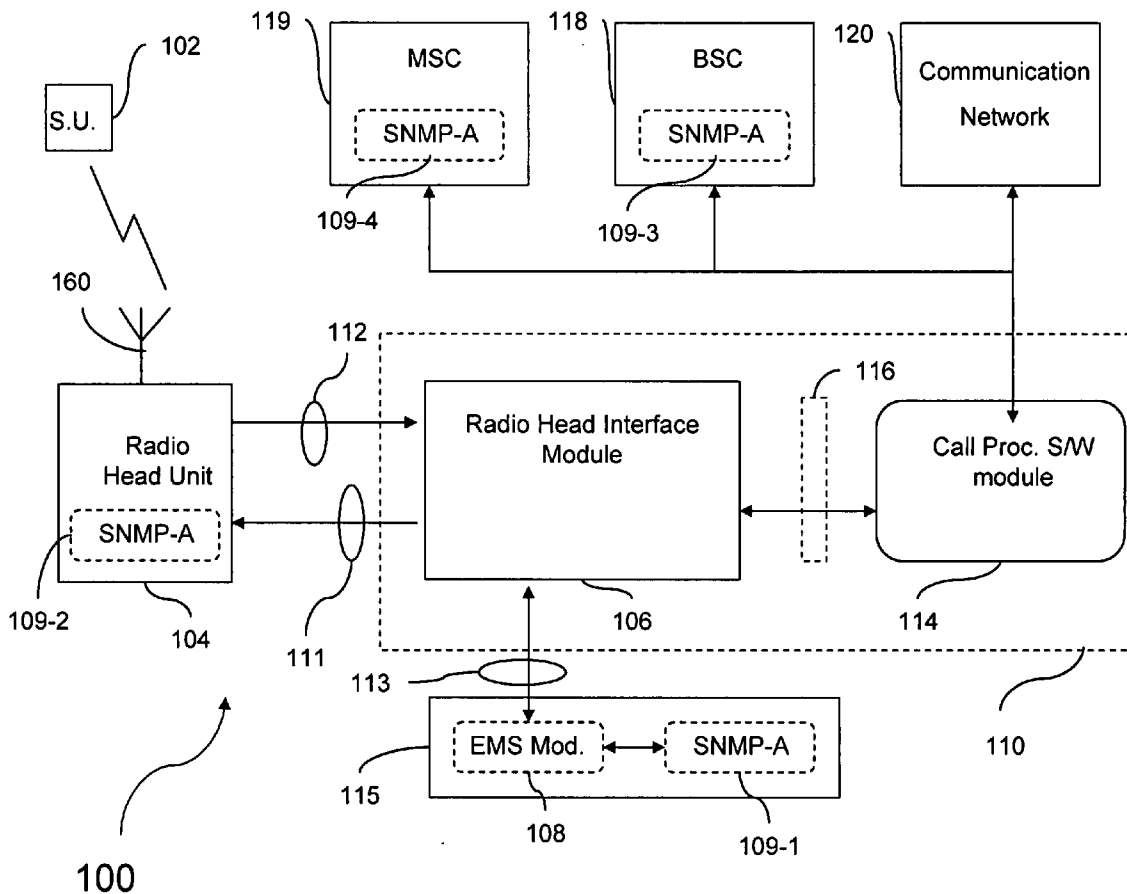 119
118
120
102
MSC
BSC
Communication
Network
S.U.
SNMP-A
SNMP-A
109-4
109-3
160
112
116
Radio
Head Unit
Radio Head Interface
Module
Call Proc. S/W
module
SNMP-A
109-2
104
111
106
114
113
EMS Mod.
SNMP-A
110
115
108
109-1
100